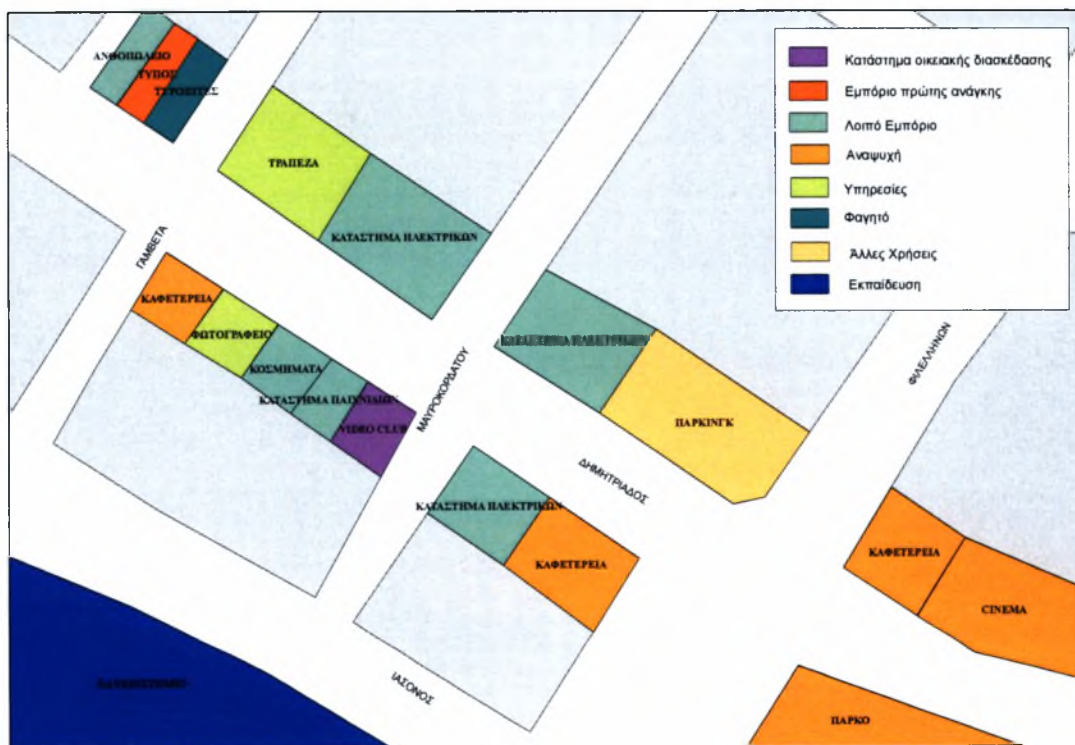 ΑΝΘΟΠΩΛΕΙΟ
ΤΥΠΟΣ
ΤΥΡΟΠΙΤΕΣ
ΤΡΑΠΕΖΑ
ΚΑΤΑΣΤΗΜΑ ΗΛΕΚΤΡΙΚΩΝ
Κατάστημα οικειακής διασκέδασης
Εμπόριο πρώτης ανάγκης
Λοιπό Εμπόριο
Αναψυχή
Υπηρεσίες
Φαγητό
Άλλες Χρήσεις
Εκπαίδευση
ΓΑΜΒΕΤΑ
ΚΑΦΕΤΕΡΕΙΑ
ΦΩΤΟΓΡΑΦΕΙΟ
ΚΟΣΜΗΜΑΤΑ
ΚΑΤΑΣΤΗΜΑ ΠΑΙΧΝΙΔΙΩΝ
VIDEO CLUB
ΜΑΥΡΟΚΟΡΔΑΤΟΥ
ΚΑΤΑΣΤΗΜΑ ΗΛΕΚΤΡΙΚΩΝ
ΠΑΡΚΙΝΓΚ
ΦΙΛΕΛΛΗΝΩΝ
ΔΗΜΗΤΡΙΑΔΟΣ
ΚΑΤΑΣΤΗΜΑ ΗΛΕΚΤΡΙΚΩΝ
ΚΑΦΕΤΕΡΕΙΑ
ΚΑΦΕΤΕΡΕΙΑ
CINEMA
ΙΑΣΟΝΟΣ
ΠΑΝΕΠΙΣΤΗΜΙΟ
ΠΑΡΚΟ